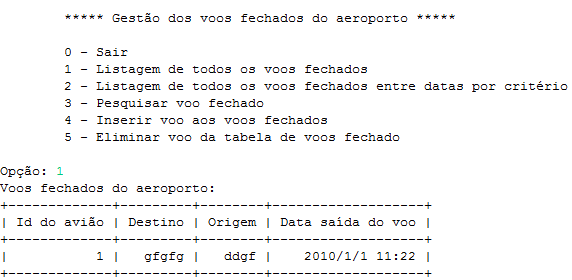 ***** Gestão dos voos fechados do aeroporto *****
0 - Sair
1 - Listagem de todos os voos fechados
2 - Listagem de todos os voos fechados entre datas por critério
3 - Pesquisar voo fechado
4 - Inserir voo aos voos fechados
5 - Eliminar voo da tabela de voos fechado
Opção: 1
Voos fechados do aeroporto:
+-------------+---------+--------+-------------------+
| Id do avião | Destino | Origem | Data saída do voo |
+-------------+---------+--------+-------------------+
|           1 |   gfgfg |   ddgf |    2010/1/1 11:22 |
+-------------+---------+--------+-------------------+